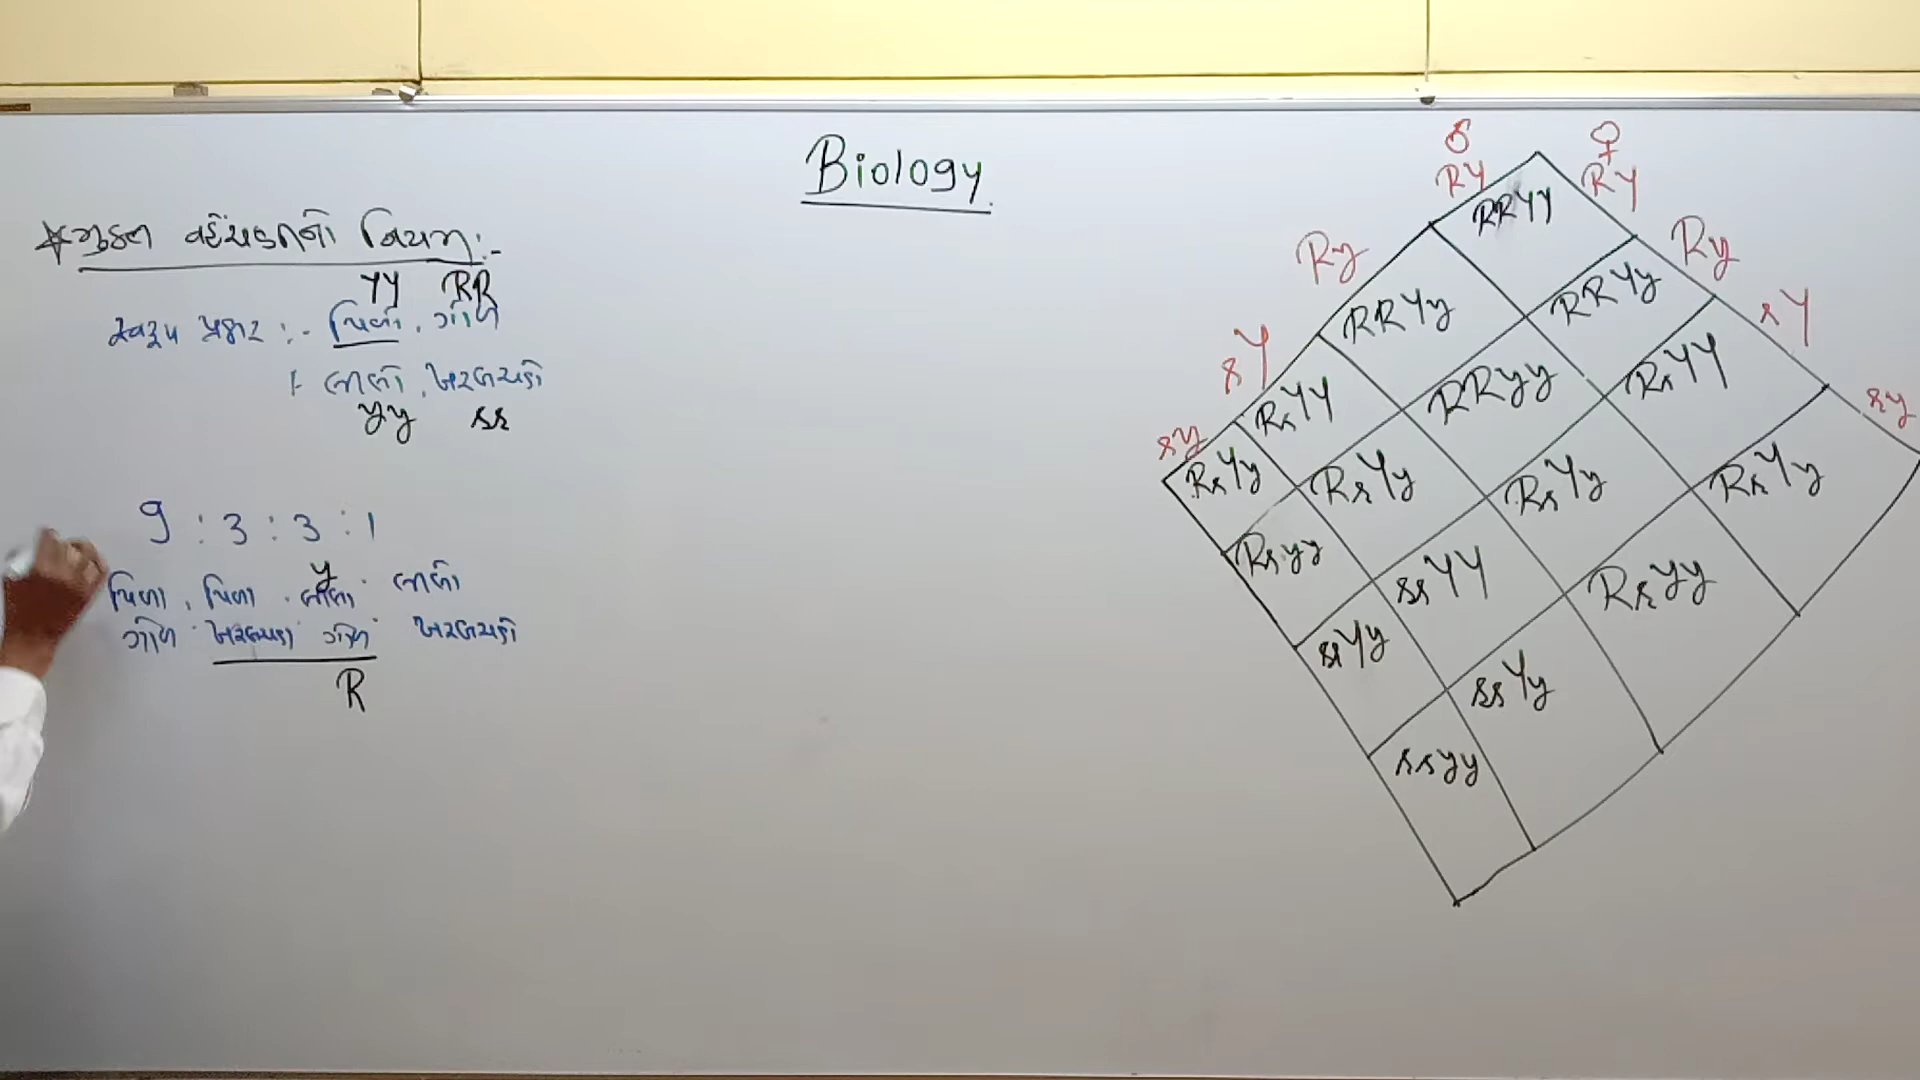 Biology
★ મુક્ત વહેંચણીનો નિયમ :-
YY RR
સ્વરૂપ પ્રકાર :- પિળો, ગોળ
:- લીલો, ખરબચડો
yy rr
9 : 3 : 3 : 1
પિળા, પિળા, લીલા, લીલો
y
ગોળ ખરબચડા ગોળ ખરબચડો
R
♂ ♀
RY RY
Ry Ry
rY rY
ry ry
RRYY
RRYy RRYy
RrYY RRyy RrYY
RrYy RrYy RrYy RrYy
Rryy rrYY Rryy
rrYy rrYy
rryy